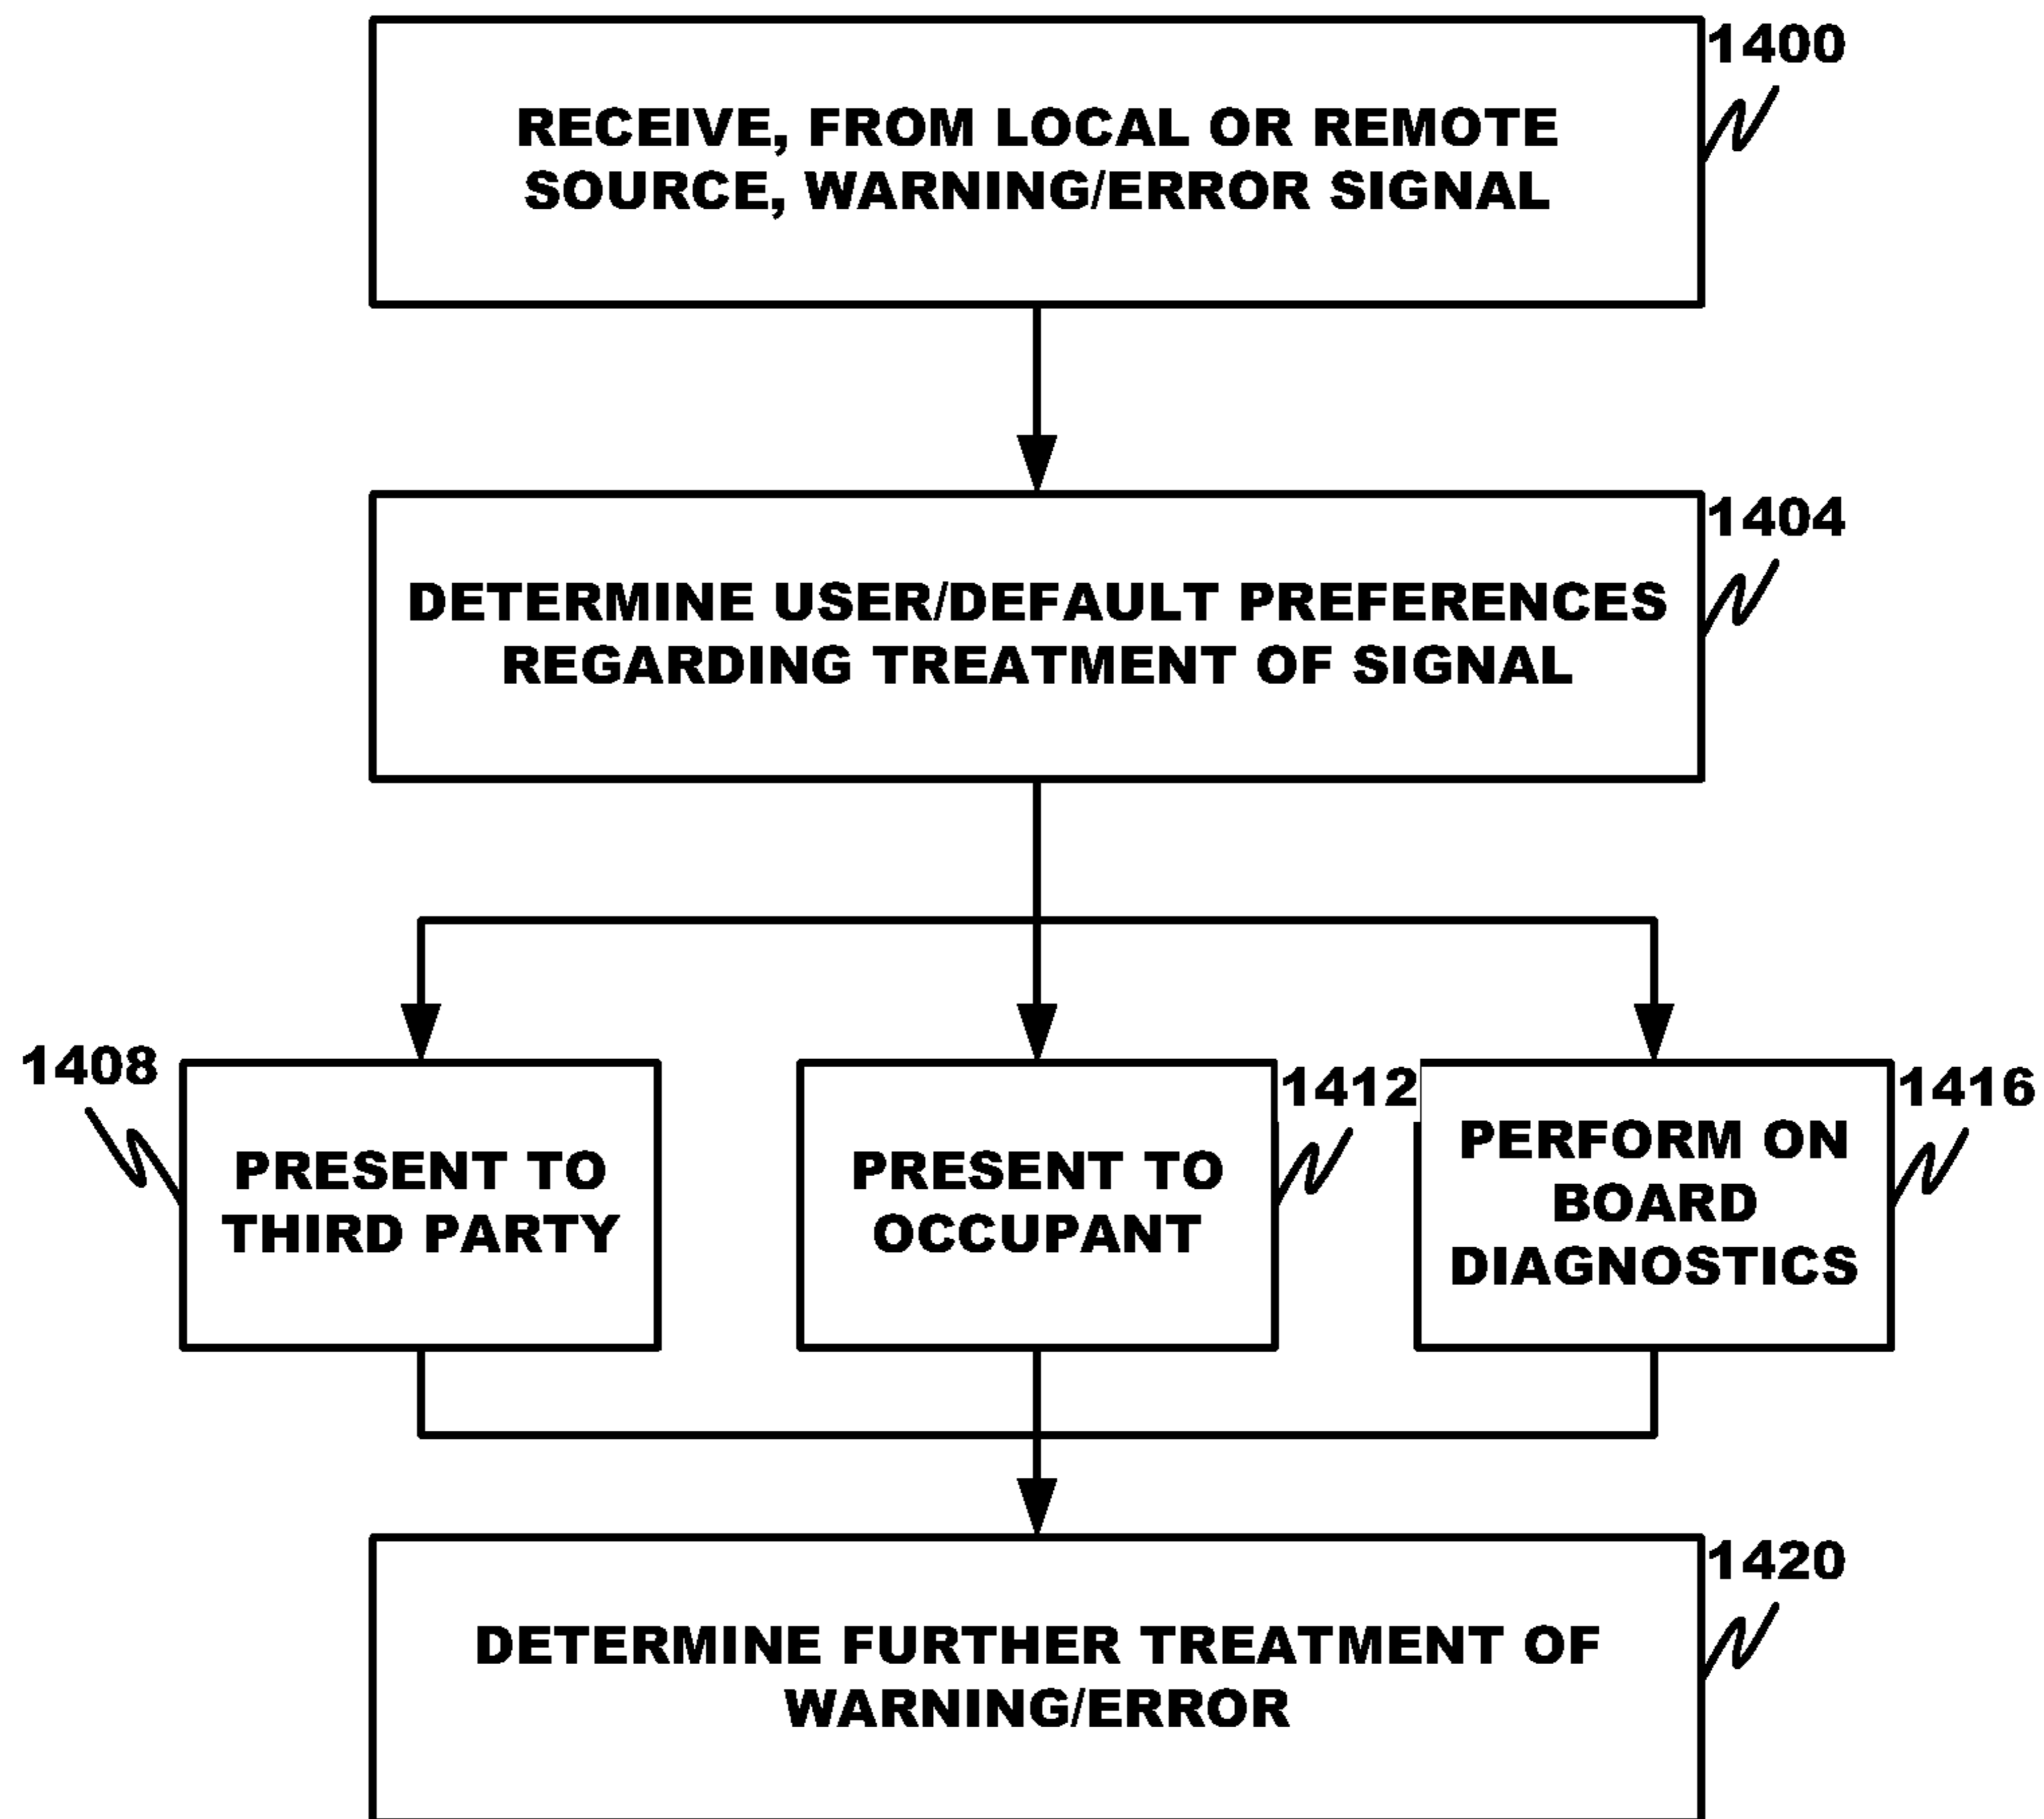 1400
RECEIVE, FROM LOCAL OR REMOTE
SOURCE, WARNING/ERROR SIGNAL
1404
DETERMINE USER/DEFAULT PREFERENCES
REGARDING TREATMENT OF SIGNAL
1408
PRESENT TO
THIRD PARTY
1412
PRESENT TO
OCCUPANT
1416
PERFORM ON
BOARD
DIAGNOSTICS
1420
DETERMINE FURTHER TREATMENT OF
WARNING/ERROR